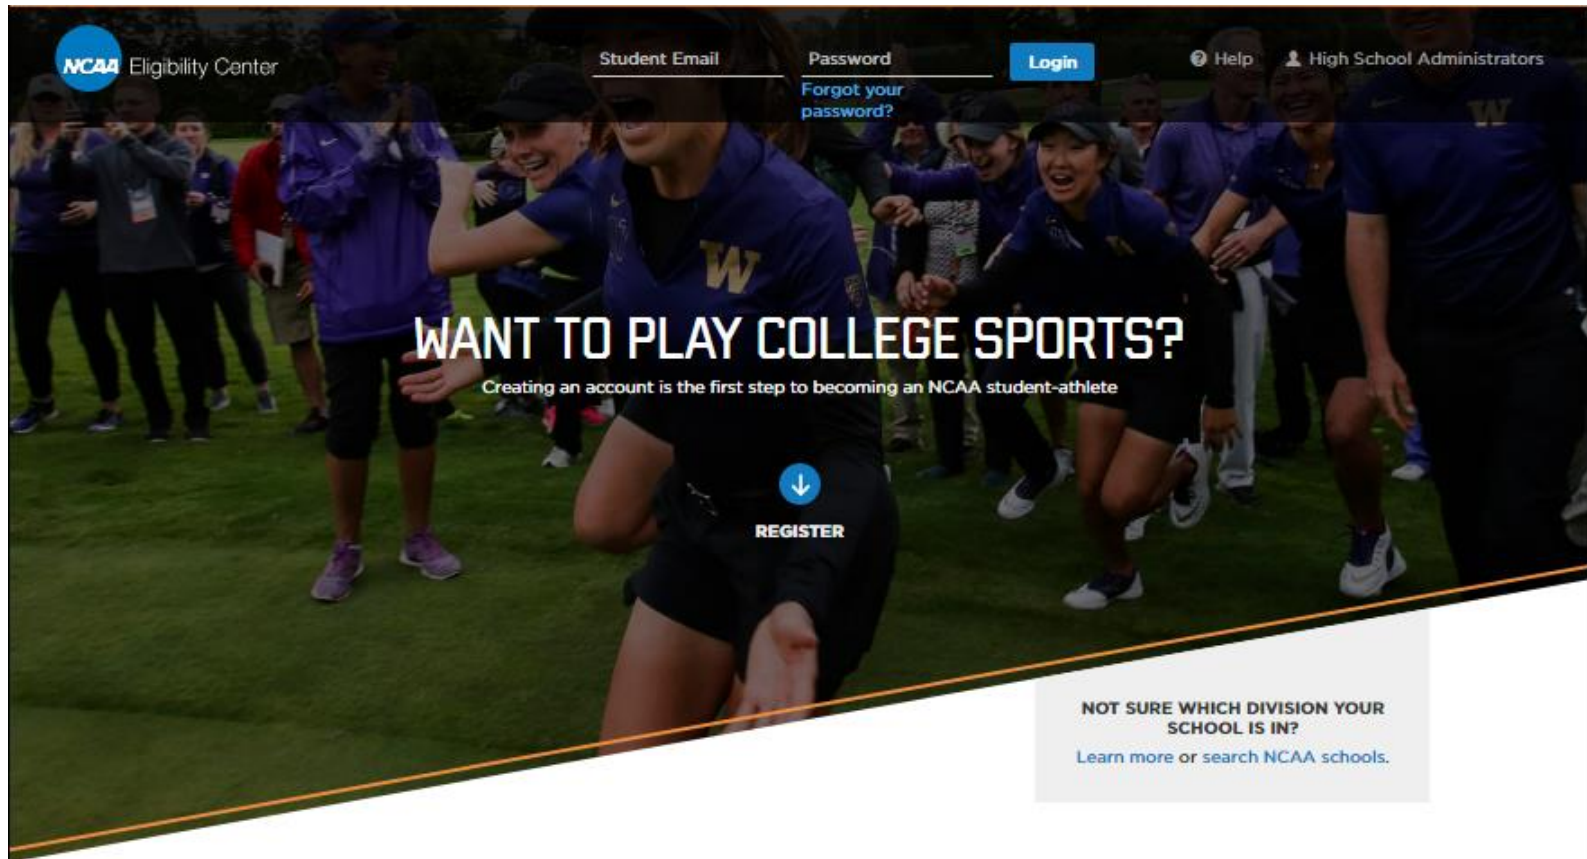 NCAA Eligibility Center
Student Email
Password
Login
Help
High School Administrators
Forgot your
password?
W
W
WANT TO PLAY COLLEGE SPORTS?
Creating an account is the first step to becoming an NCAA student-athlete
REGISTER
NOT SURE WHICH DIVISION YOUR
SCHOOL IS IN?
Learn more or search NCAA schools.